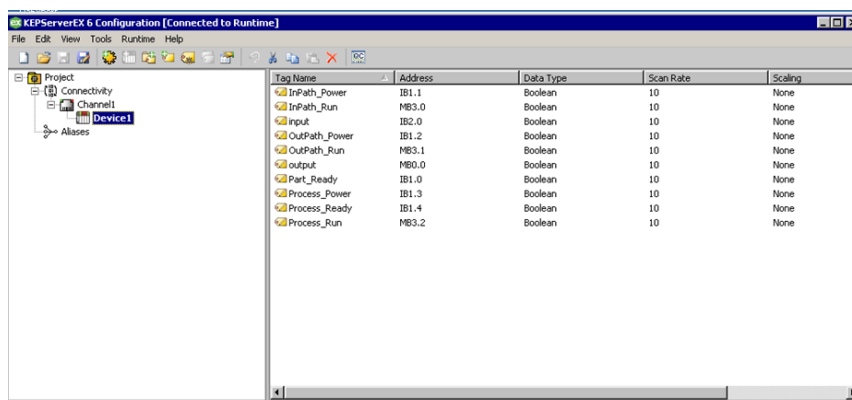 KEPServerEX 6 Configuration [Connected to Runtime]
File Edit View Tools Runtime Help
Project
Connectivity
Channel1
Device1
Aliases
Tag Name Address Data Type Scan Rate Scaling
InPath_Power IB1.1 Boolean 10 None
InPath_Run MB3.0 Boolean 10 None
input IB2.0 Boolean 10 None
OutPath_Power IB1.2 Boolean 10 None
OutPath_Run MB3.1 Boolean 10 None
output MB0.0 Boolean 10 None
Part_Ready IB1.0 Boolean 10 None
Process_Power IB1.3 Boolean 10 None
Process_Ready IB1.4 Boolean 10 None
Process_Run MB3.2 Boolean 10 None